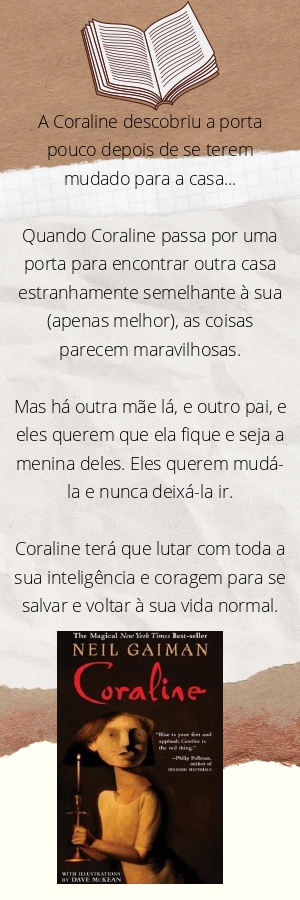 A Coraline descobriu a porta
pouco depois de se terem
mudado para a casa...
Quando Coraline passa por uma
porta para encontrar outra casa
estranhamente semelhante à sua
(apenas melhor), as coisas
parecem maravilhosas.
Mas há outra mãe lá, e outro pai, e
eles querem que ela fique e seja a
menina deles. Eles querem mudá-
la e nunca deixá-la ir.
Coraline terá que lutar com toda a
sua inteligência e coragem para se
salvar e voltar à sua vida normal.
The Magical New York Times Best-seller
NEIL GAIMAN
Coraline
"Rise to your feet and
applaud: Coraline is
the real thing."
—Philip Pullman,
author of
HIS DARK MATERIALS
WITH ILLUSTRATIONS
BY DAVE McKEAN